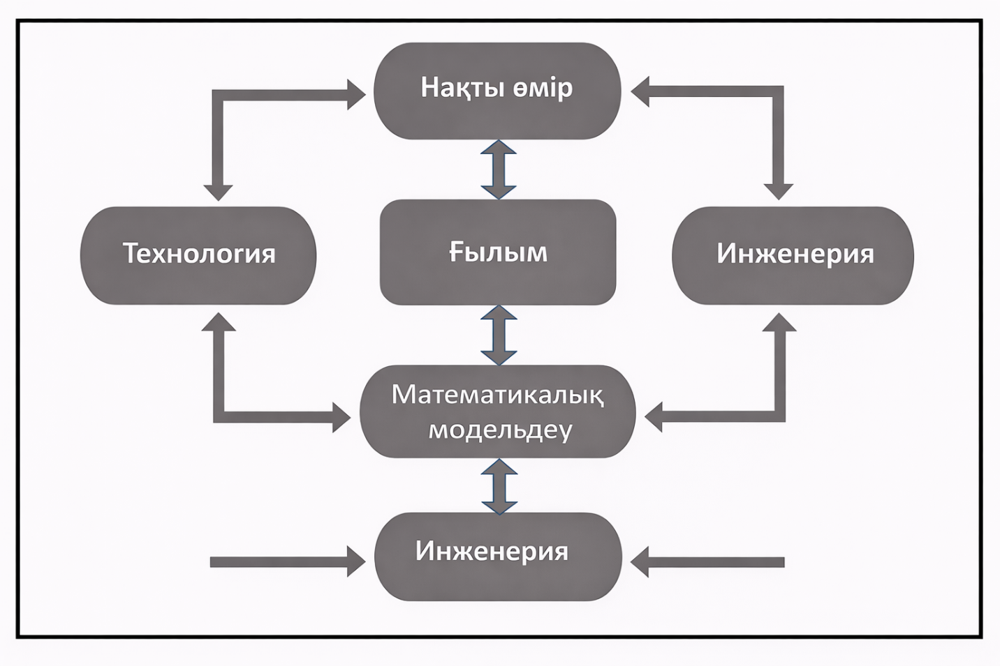 Нақты өмір
Технология
Ғылым
Инженерия
Математикалық
модельдеу
Инженерия